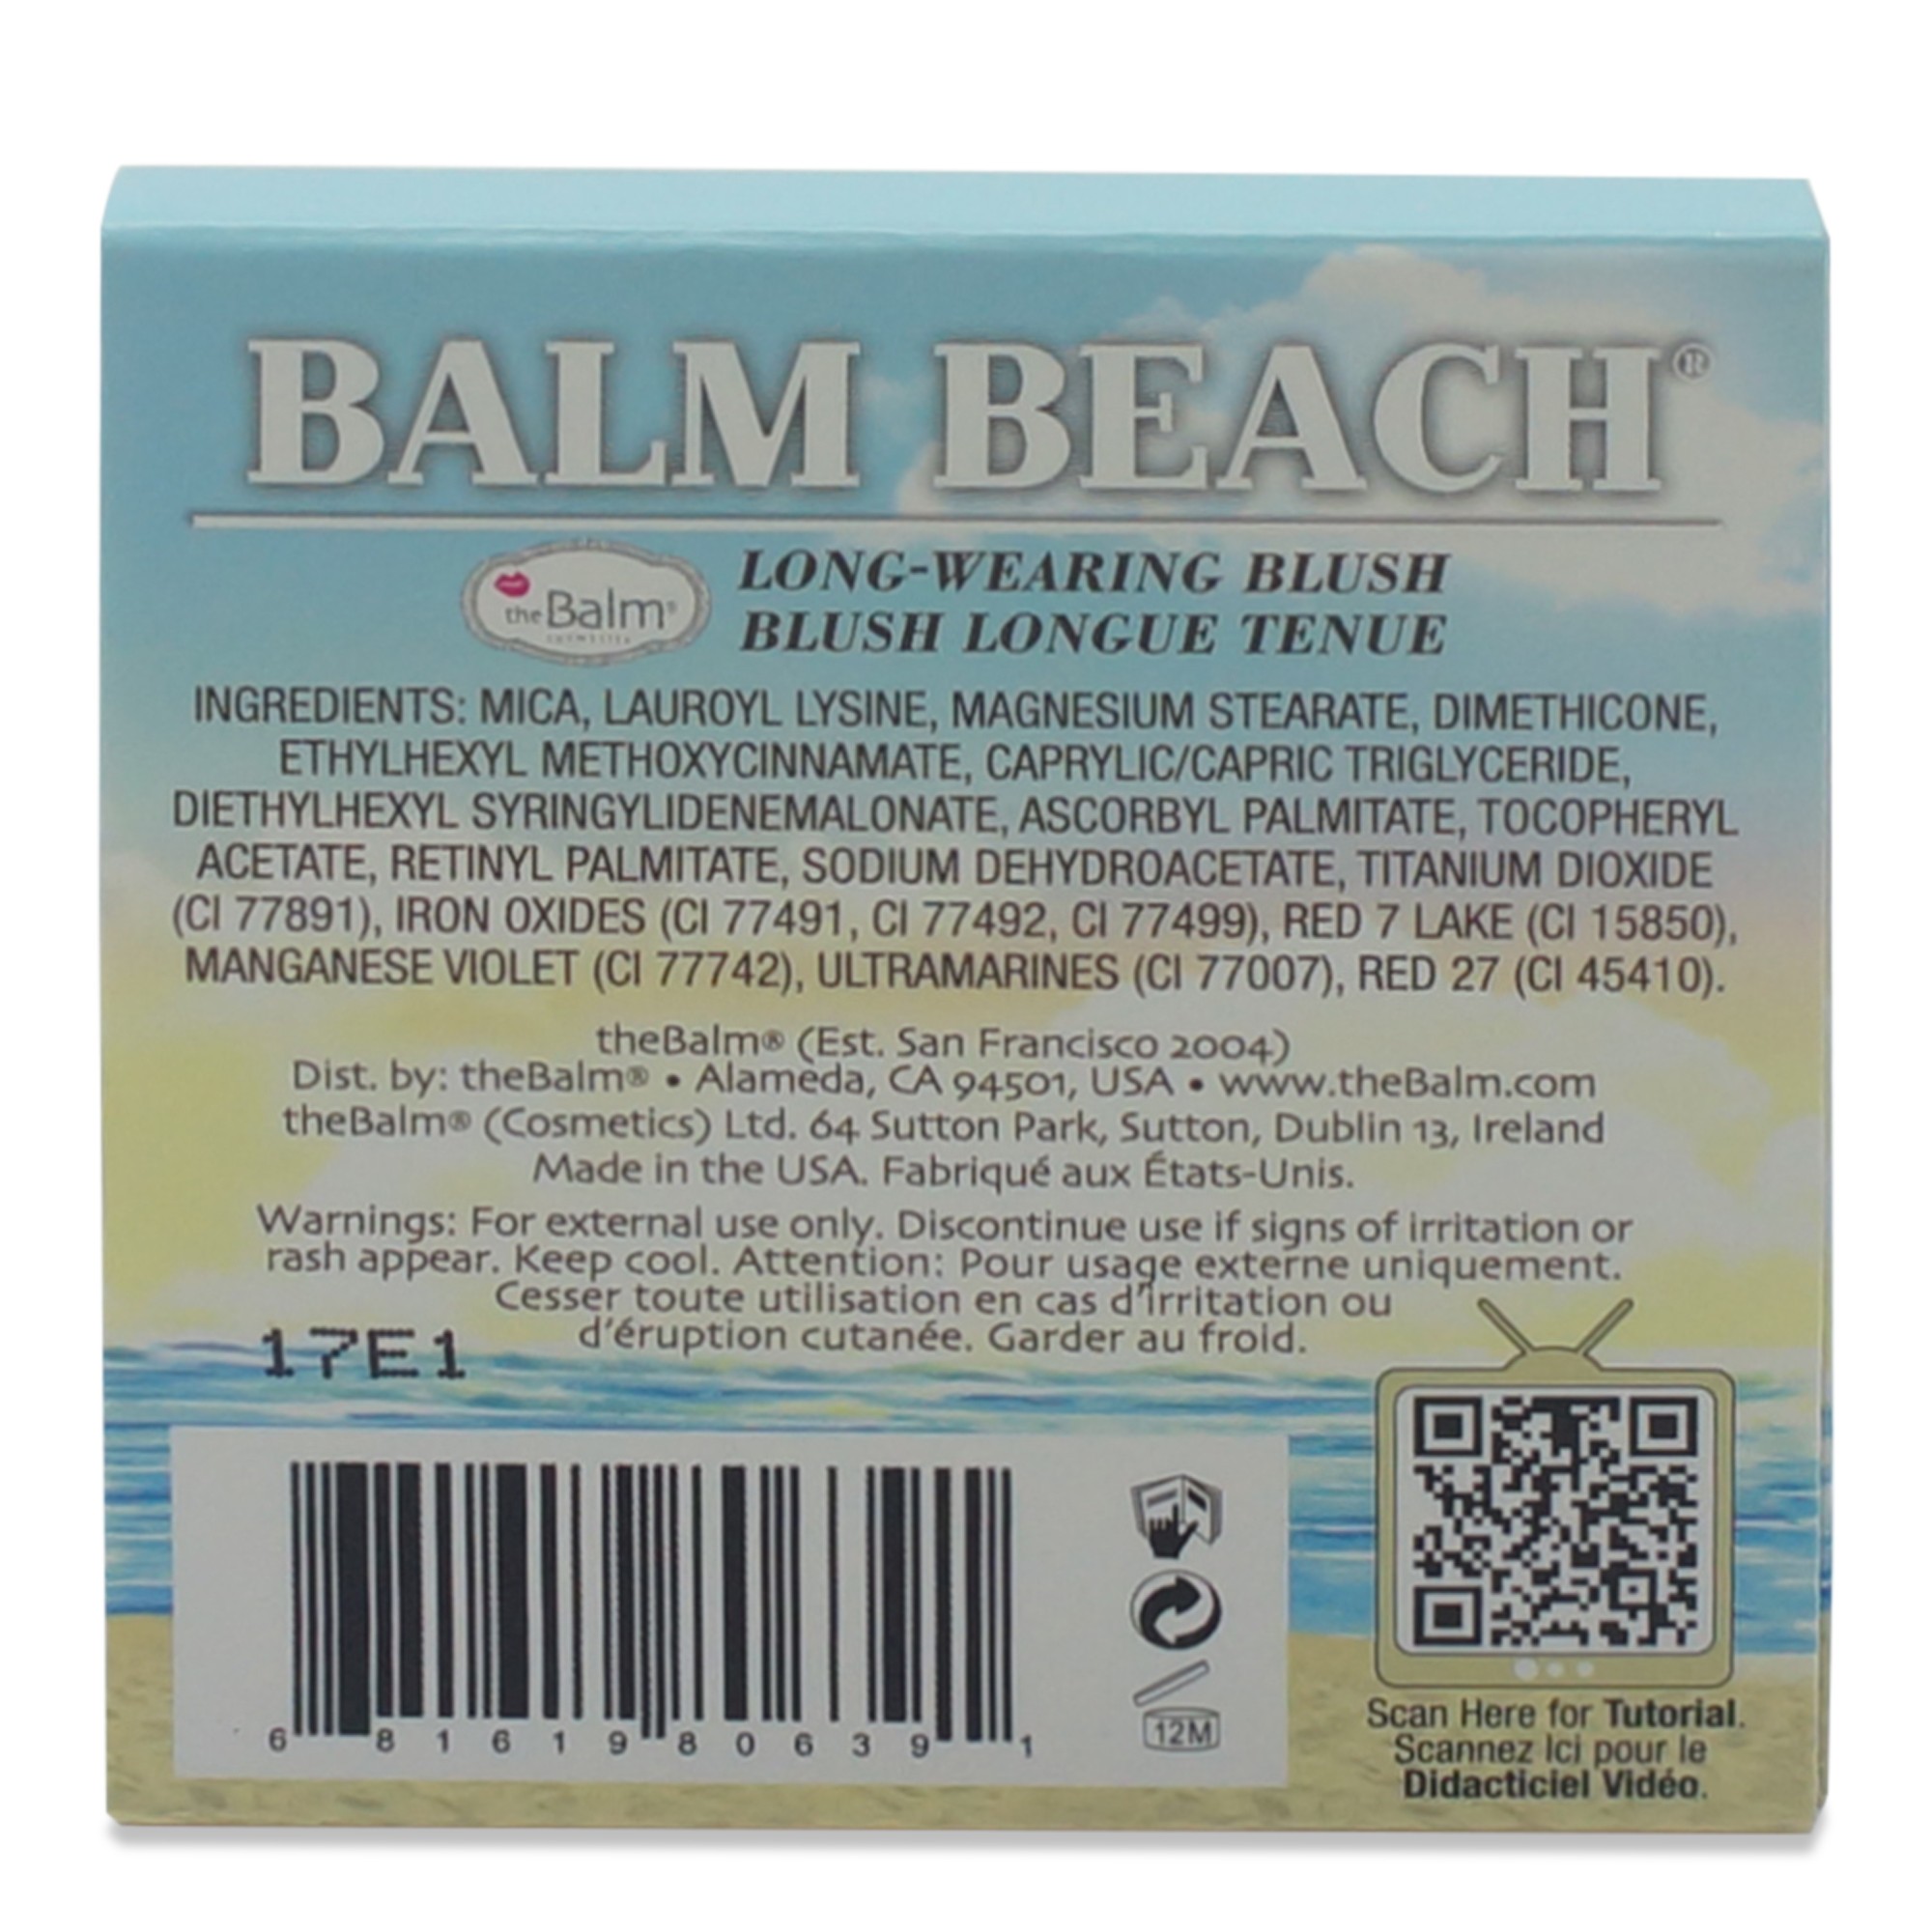 BALM BEACH®
theBalm®
COSMETICS
LONG-WEARING BLUSH
BLUSH LONGUE TENUE
INGREDIENTS: MICA, LAUROYL LYSINE, MAGNESIUM STEARATE, DIMETHICONE,
ETHYLHEXYL METHOXYCINNAMATE, CAPRYLIC/CAPRIC TRIGLYCERIDE,
DIETHYLHEXYL SYRINGYLIDENEMALONATE, ASCORBYL PALMITATE, TOCOPHERYL
ACETATE, RETINYL PALMITATE, SODIUM DEHYDROACETATE, TITANIUM DIOXIDE
(CI 77891), IRON OXIDES (CI 77491, CI 77492, CI 77499), RED 7 LAKE (CI 15850),
MANGANESE VIOLET (CI 77742), ULTRAMARINES (CI 77007), RED 27 (CI 45410).
theBalm® (Est. San Francisco 2004)
Dist. by: theBalm® • Alameda, CA 94501, USA • www.theBalm.com
theBalm® (Cosmetics) Ltd. 64 Sutton Park, Sutton, Dublin 13, Ireland
Made in the USA. Fabriqué aux États-Unis.
Warnings: For external use only. Discontinue use if signs of irritation or
rash appear. Keep cool. Attention: Pour usage externe uniquement.
Cesser toute utilisation en cas d'irritation ou
d'éruption cutanée. Garder au froid.
17E1
6 81619 80639 1
12M
Scan Here for Tutorial.
Scannez Ici pour le
Didacticiel Vidéo.